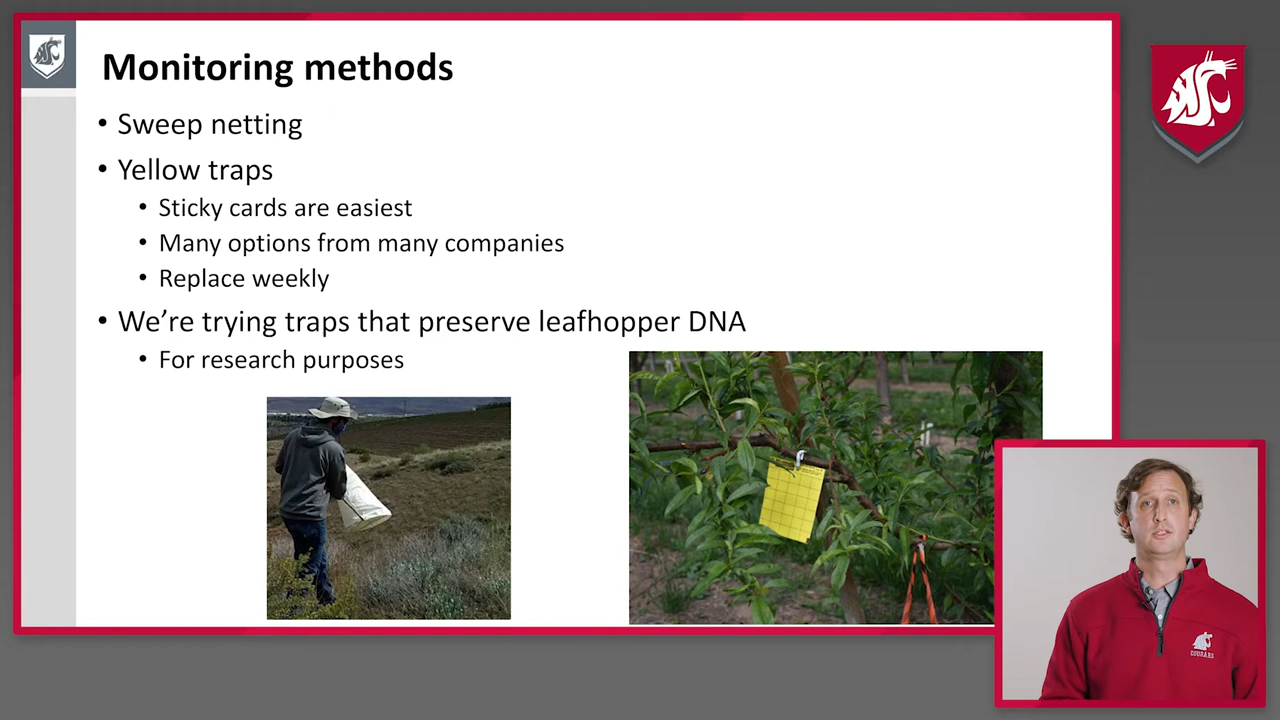 Monitoring methods
• Sweep netting
• Yellow traps
• Sticky cards are easiest
• Many options from many companies
• Replace weekly
• We're trying traps that preserve leafhopper DNA
• For research purposes
COUGARS